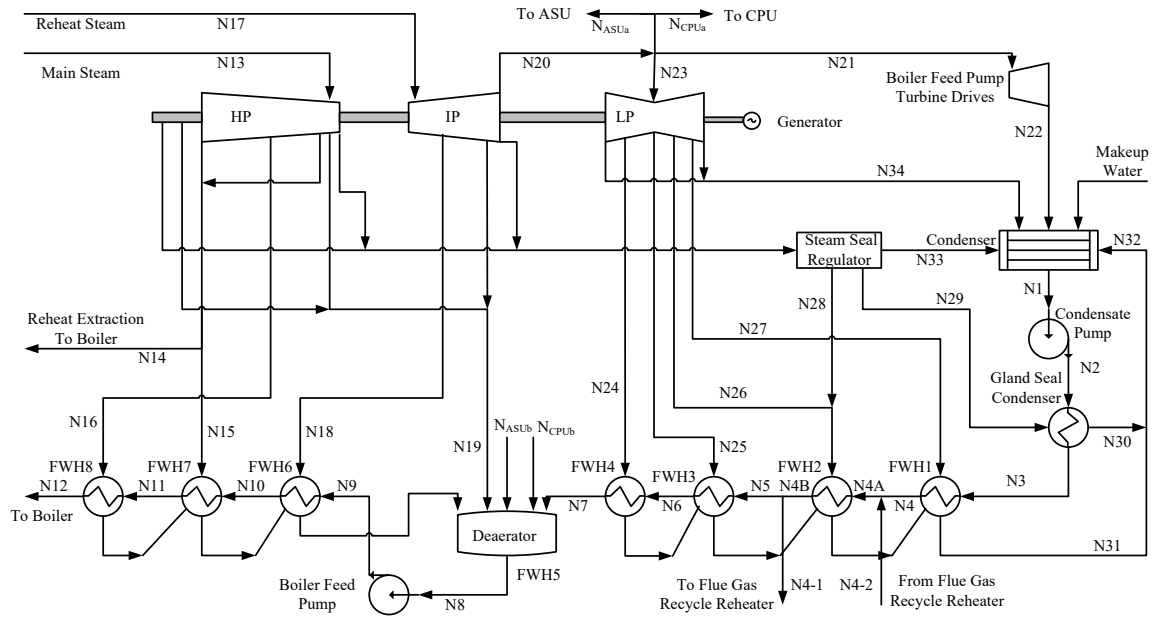 To ASU
To CPU
Reheat Steam
N17
NASUa
NCPUa
N13
N20
N21
Main Steam
N23
Boiler Feed Pump
Turbine Drives
HP
IP
LP
Generator
N22
Makeup
Water
N34
Steam Seal
Regulator
Condenser
N33
N32
N1
N28
N29
Reheat Extraction
To Boiler
N14
Condensate
Pump
N27
N2
Gland Seal
Condenser
N24
N26
N16
N15
N18
N19
NASUb
NCPUb
N25
N30
FWH8
FWH7
FWH6
FWH4
FWH3
FWH2
FWH1
N12
N11
N10
N9
N7
N6
N5
N4B
N4A
N4
N3
To Boiler
Deaerator
N31
FWH5
Boiler Feed
Pump
N8
To Flue Gas
Recycle Reheater
N4-1
N4-2
From Flue Gas
Recycle Reheater